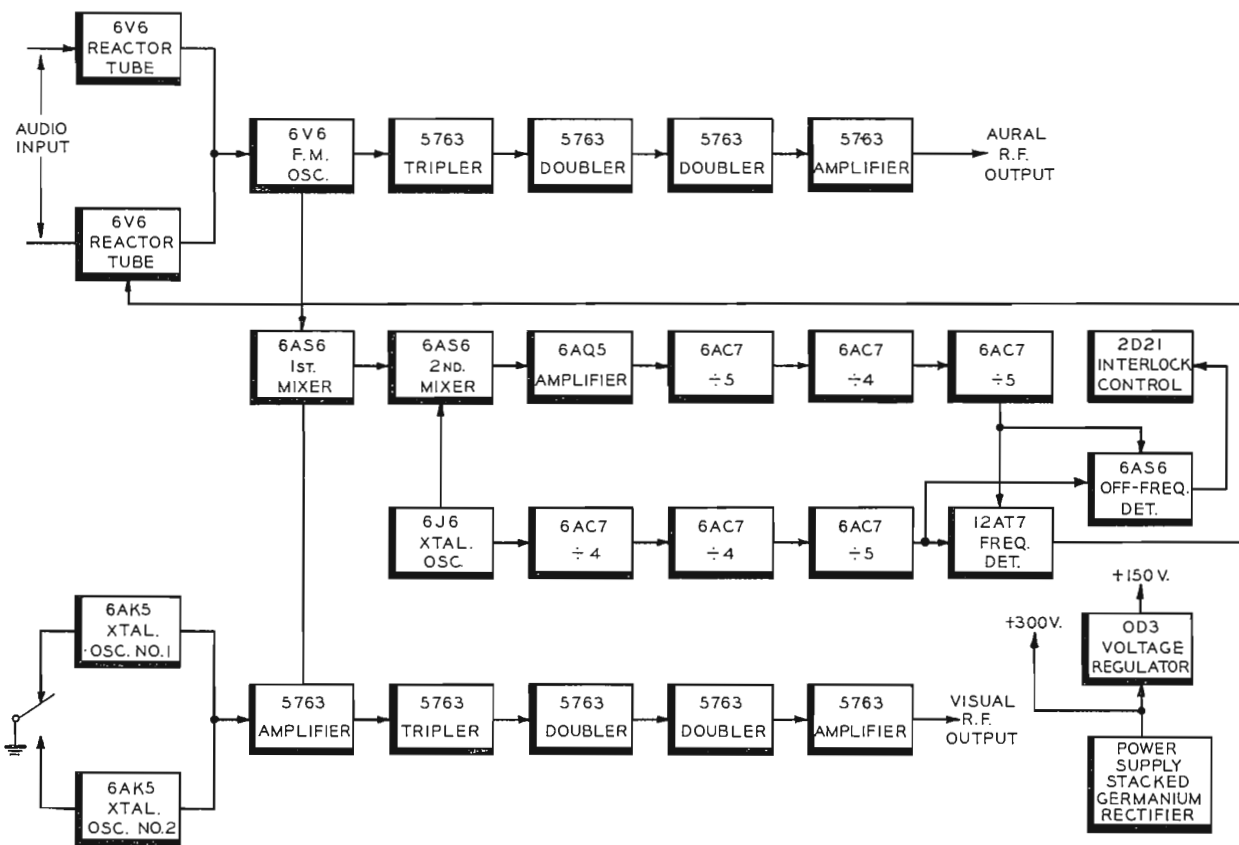 6V6
REACTOR
TUBE
AUDIO
INPUT
6V6
REACTOR
TUBE
6V6
F.M.
OSC.
5763
TRIPLER
5763
DOUBLER
5763
DOUBLER
5763
AMPLIFIER
AURAL
R.F.
OUTPUT
6AS6
1ST.
MIXER
6AS6
2ND.
MIXER
6AQ5
AMPLIFIER
6AC7
÷5
6AC7
÷4
6AC7
÷5
2D21
INTERLOCK
CONTROL
6AS6
OFF-FREQ.
DET.
6J6
XTAL.
OSC.
6AC7
÷4
6AC7
÷4
6AC7
÷5
12AT7
FREQ.
DET.
6AK5
XTAL.
OSC. NO.1
6AK5
XTAL.
OSC. NO.2
5763
AMPLIFIER
5763
TRIPLER
5763
DOUBLER
5763
DOUBLER
5763
AMPLIFIER
VISUAL
R.F.
OUTPUT
+150V.
+300V.
OD3
VOLTAGE
REGULATOR
POWER
SUPPLY
STACKED
GERMANIUM
RECTIFIER